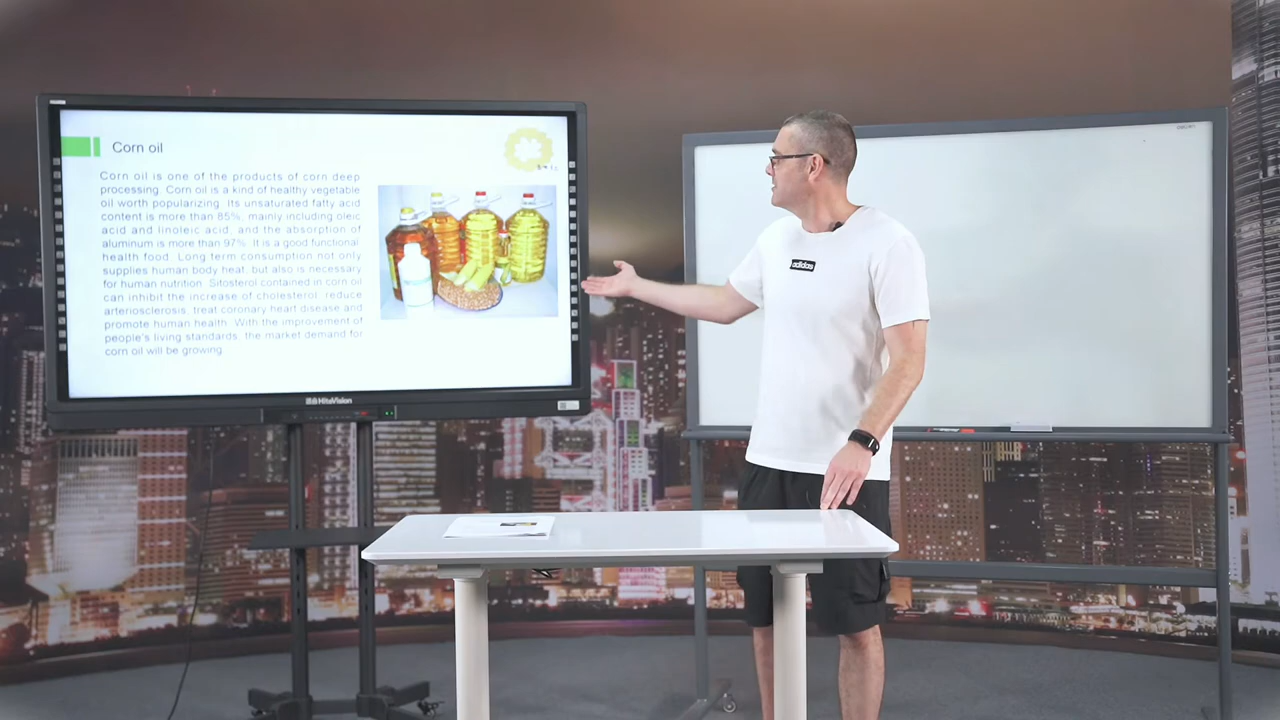 Corn oil
Corn oil is one of the products of corn deep
processing. Corn oil is a kind of healthy vegetable
oil worth popularizing. Its unsaturated fatty acid
content is more than 85%, mainly including oleic
acid and linoleic acid, and the absorption of
aluminum is more than 97%. It is a good functional
health food. Long term consumption not only
supplies human body heat, but also is necessary
for human nutrition. Sitosterol contained in corn oil
can inhibit the increase of cholesterol, reduce
arteriosclerosis, treat coronary heart disease and
promote human health. With the improvement of
people's living standards, the market demand for
corn oil will be growing
HiteVision
adidas